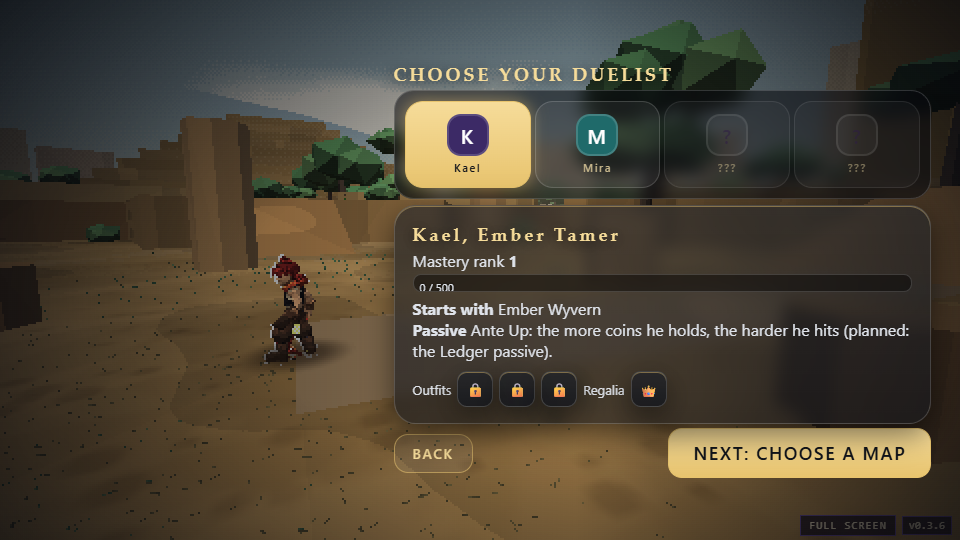 CHOOSE YOUR DUELIST
K
Kael
M
Mira
?
???
???
Kael, Ember Tamer
Mastery rank 1
0 / 500
Starts with Ember Wyvern
Passive Ante Up: the more coins he holds, the harder he hits (planned:
the Ledger passive).
Outfits
Regalia
BACK
NEXT: CHOOSE A MAP
FULL SCREEN
v0.3.6